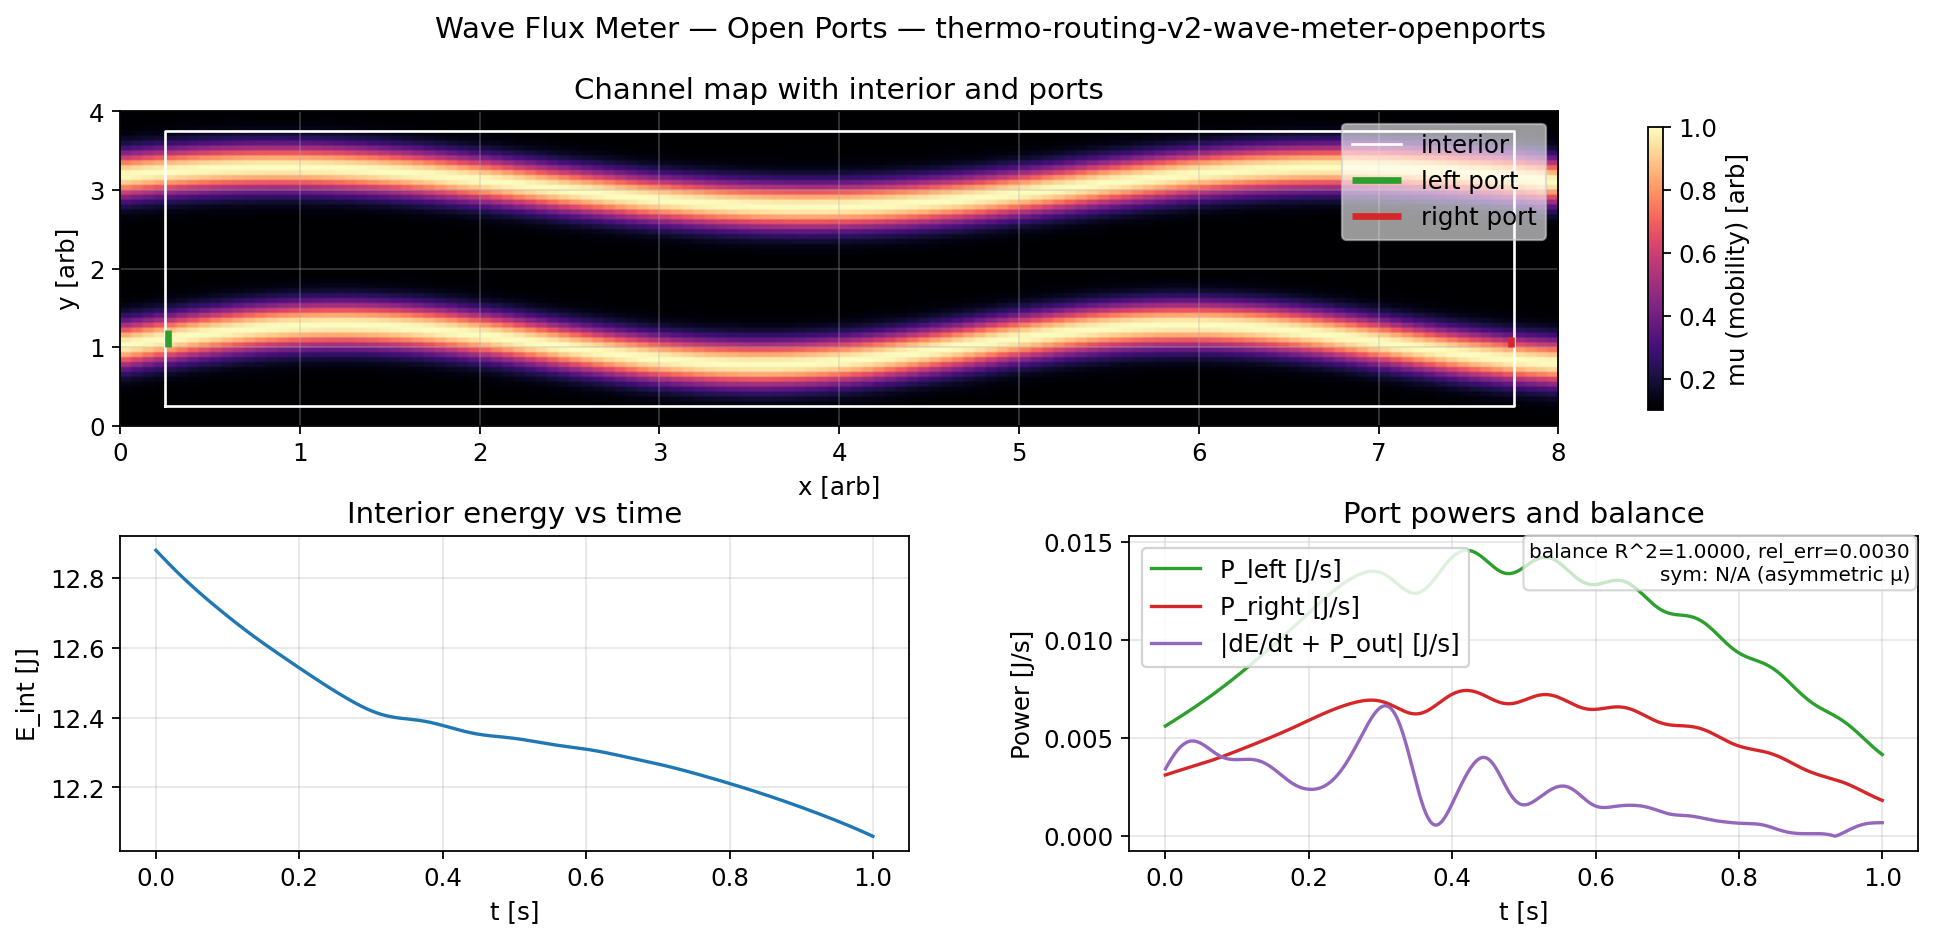 Wave Flux Meter — Open Ports — thermo-routing-v2-wave-meter-openports
Channel map with interior and ports
4
3
2
1
0
y [arb]
0 1 2 3 4 5 6 7 8
x [arb]
interior
left port
right port
1.0
0.8
0.6
0.4
0.2
mu (mobility) [arb]
Interior energy vs time
12.8
12.6
12.4
12.2
E_int [J]
0.0 0.2 0.4 0.6 0.8 1.0
t [s]
Port powers and balance
0.015
0.010
0.005
0.000
Power [J/s]
P_left [J/s]
P_right [J/s]
|dE/dt + P_out| [J/s]
balance R^2=1.0000, rel_err=0.0030
sym: N/A (asymmetric μ)
0.0 0.2 0.4 0.6 0.8 1.0
t [s]